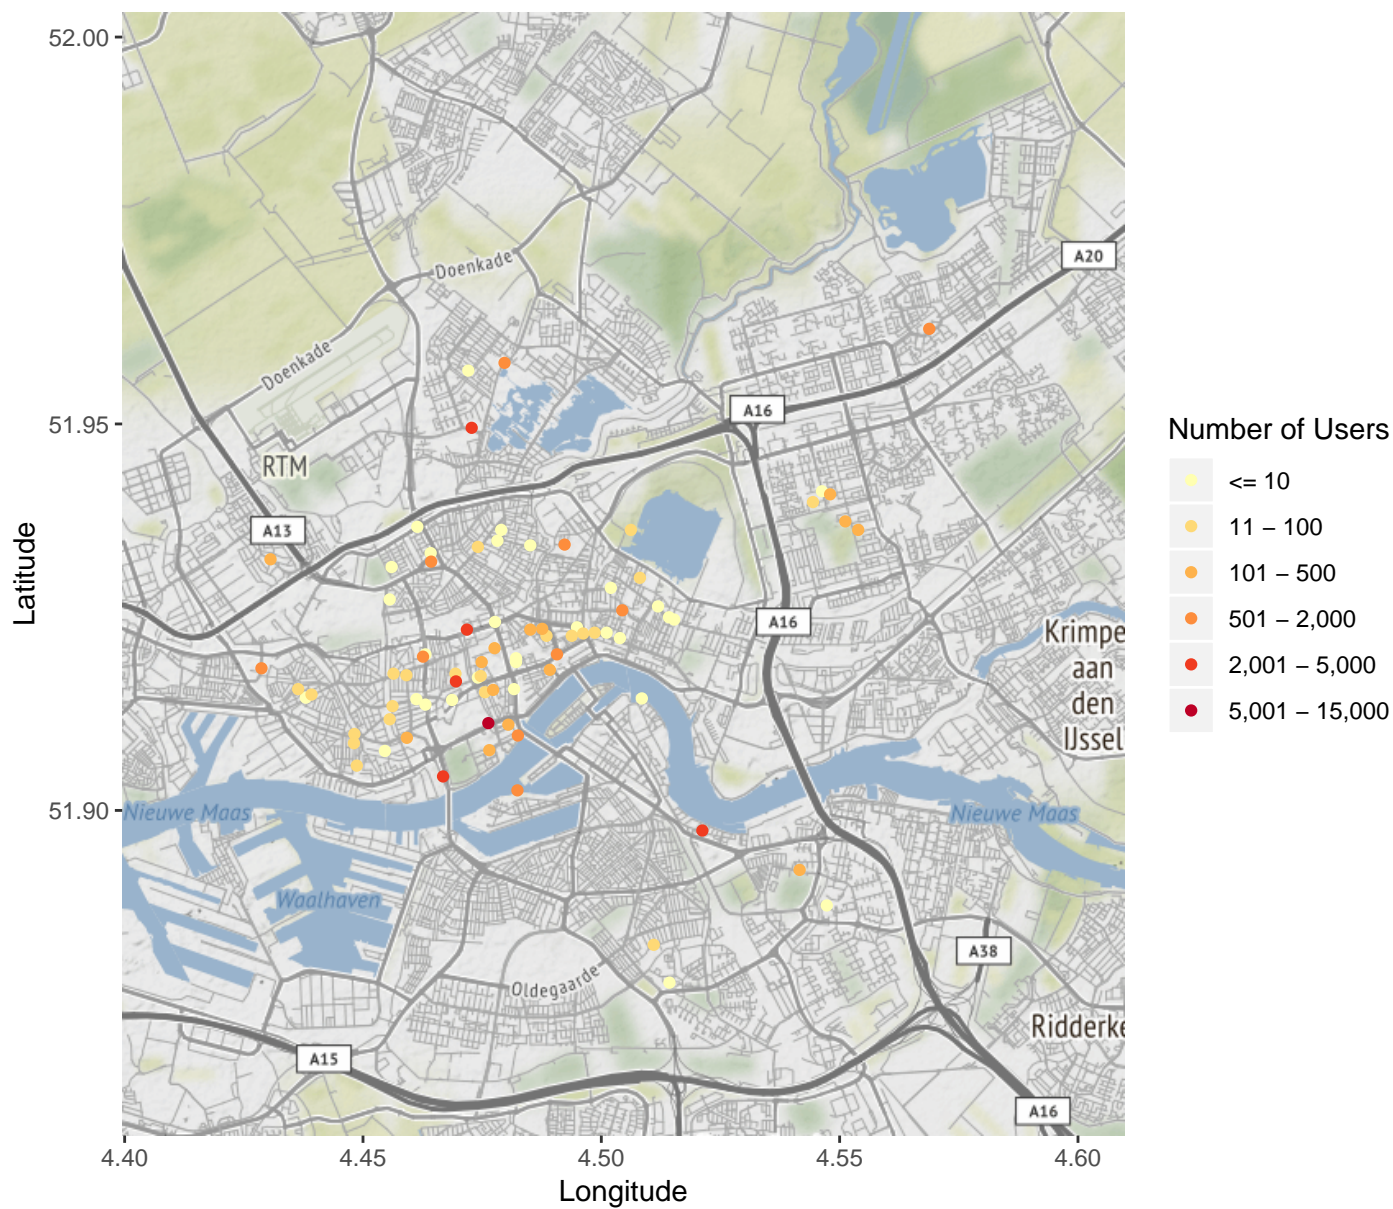 52.00
51.95
51.90
Latitude
4.40
4.45
4.50
4.55
4.60
Longitude
Doenkade
A20
Doenkade
A16
RTM
A13
A16
Krimpe
aan
den
IJssel
Nieuwe Maas
Nieuwe Maas
Waalhaven
A38
Oldegaarde
Ridderke
A15
A16
Number of Users
<= 10
11 – 100
101 – 500
501 – 2,000
2,001 – 5,000
5,001 – 15,000